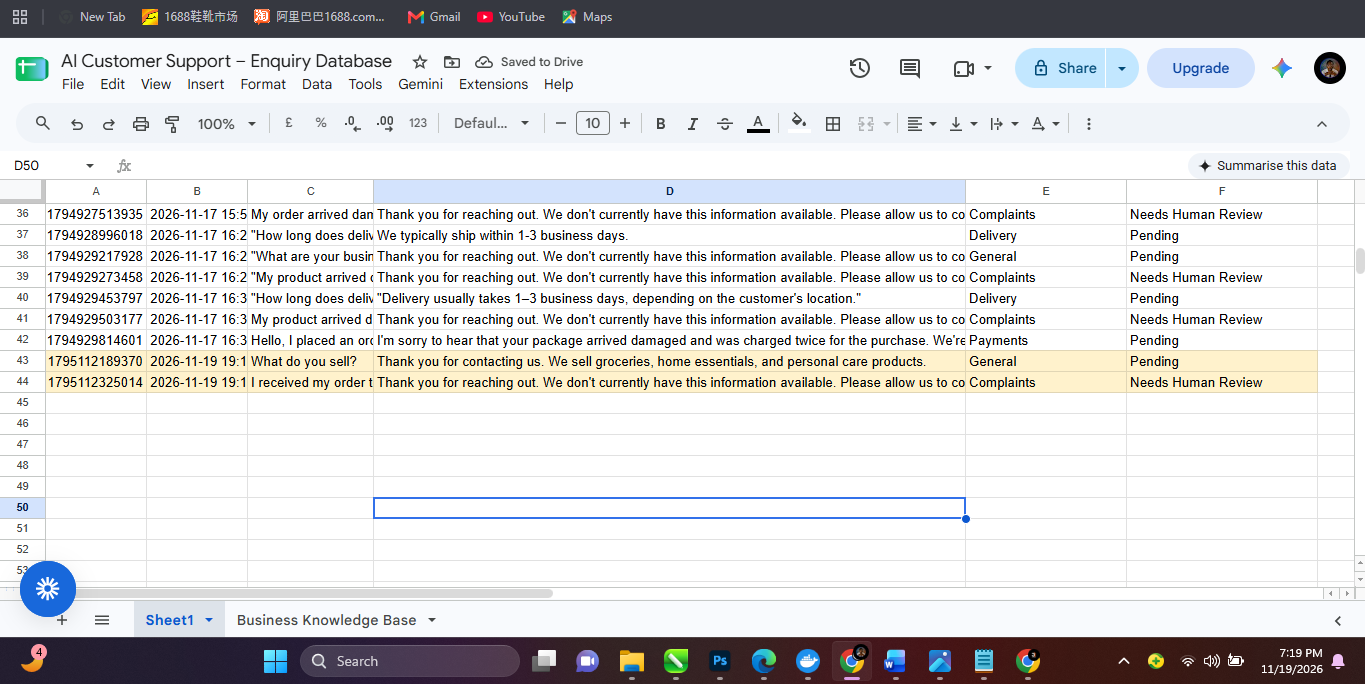 New Tab 1688鞋靴市场 阿里巴巴1688.com... Gmail YouTube Maps
AI Customer Support – Enquiry Database Saved to Drive
File Edit View Insert Format Data Tools Gemini Extensions Help
Share Upgrade
100% £ % .0 .00 123 Defaul... 10 B I A
D50 fx Summarise this data
A B C D E F
36 1794927513935 2026-11-17 15:5 My order arrived dam Thank you for reaching out. We don't currently have this information available. Please allow us to co Complaints Needs Human Review
37 1794928996018 2026-11-17 16:2 "How long does deliv We typically ship within 1-3 business days. Delivery Pending
38 1794929217928 2026-11-17 16:2 "What are your busin Thank you for reaching out. We don't currently have this information available. Please allow us to co General Pending
39 1794929273458 2026-11-17 16:2 "My product arrived d Thank you for reaching out. We don't currently have this information available. Please allow us to co Complaints Needs Human Review
40 1794929453797 2026-11-17 16:3 "How long does deliv "Delivery usually takes 1–3 business days, depending on the customer's location." Delivery Pending
41 1794929503177 2026-11-17 16:3 My product arrived d Thank you for reaching out. We don't currently have this information available. Please allow us to co Complaints Needs Human Review
42 1794929814601 2026-11-17 16:3 Hello, I placed an ord I'm sorry to hear that your package arrived damaged and was charged twice for the purchase. We're Payments Pending
43 1795112189370 2026-11-19 19:1 What do you sell? Thank you for contacting us. We sell groceries, home essentials, and personal care products. General Pending
44 1795112325014 2026-11-19 19:1 I received my order t Thank you for reaching out. We don't currently have this information available. Please allow us to co Complaints Needs Human Review
45
46
47
48
49
50
51
52
53
Sheet1 Business Knowledge Base
4 Search Ps W 7:19 PM
11/19/2026